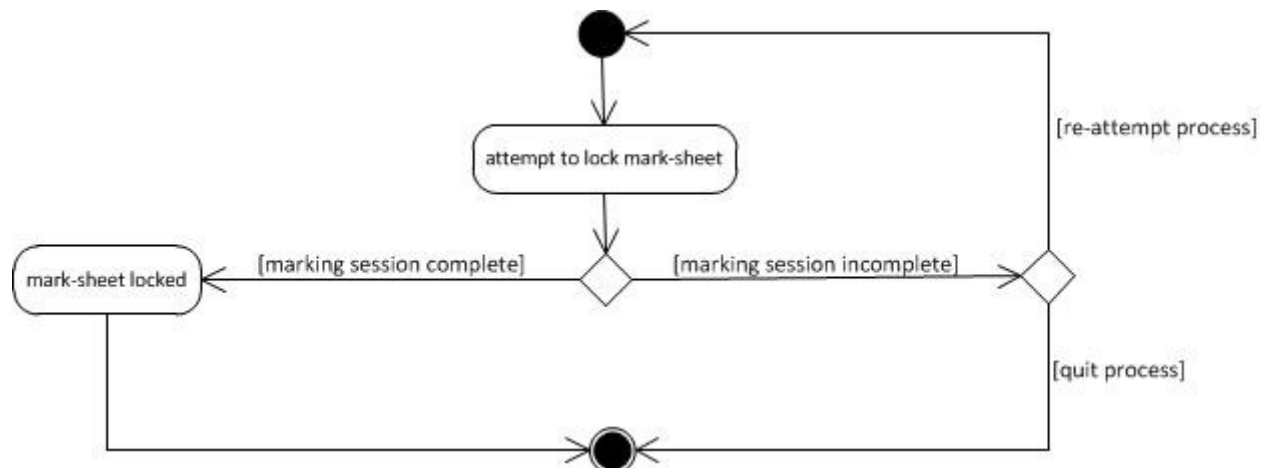 [re-attempt process]
attempt to lock mark-sheet
[marking session complete]
[marking session incomplete]
mark-sheet locked
[quit process]